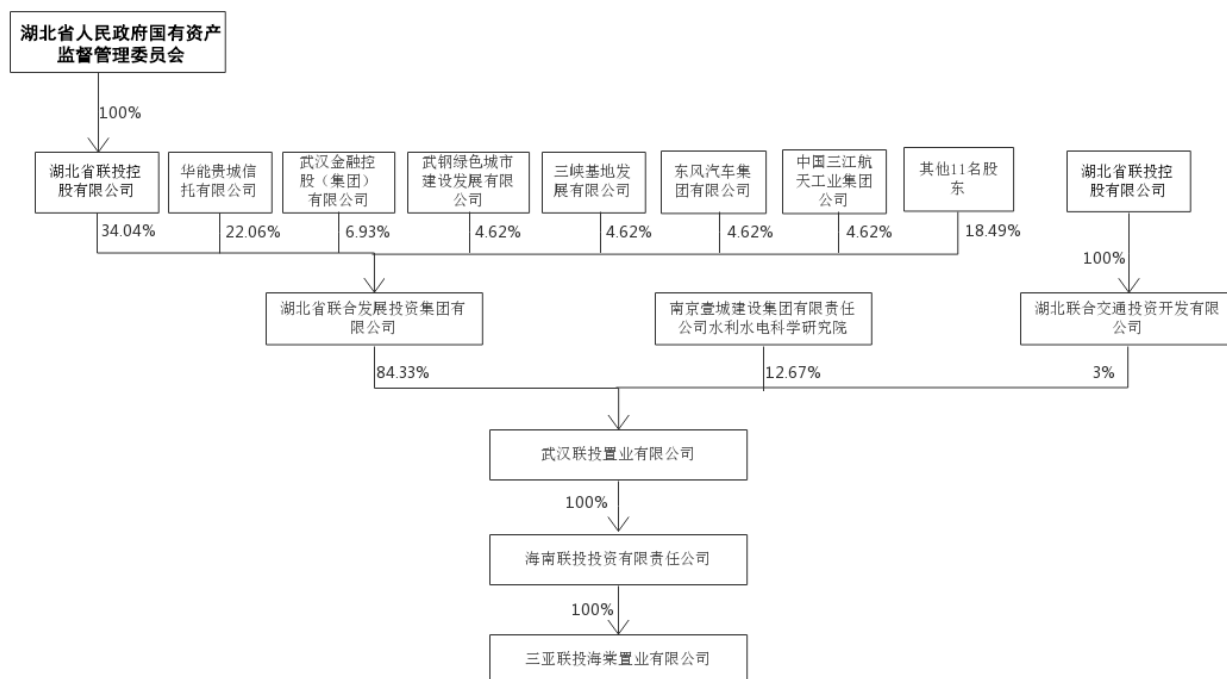 湖北省人民政府国有资产
监督管理委员会
100%
湖北省联投控
股有限公司
华能贵城信
托有限公司
武汉金融控
股（集团）
有限公司
武钢绿色城市
建设发展有限
公司
三峡基地发
展有限公司
东风汽车集
团有限公司
中国三江航
天工业集团
公司
其他11名股
东
湖北省联投控
股有限公司
34.04%
22.06%
6.93%
4.62%
4.62%
4.62%
4.62%
18.49%
100%
湖北省联合发展投资集团有
限公司
南京壹城建设集团有限责任
公司水利水电科学研究院
湖北联合交通投资开发有限
公司
84.33%
12.67%
3%
武汉联投置业有限公司
100%
海南联投投资有限责任公司
100%
三亚联投海棠置业有限公司